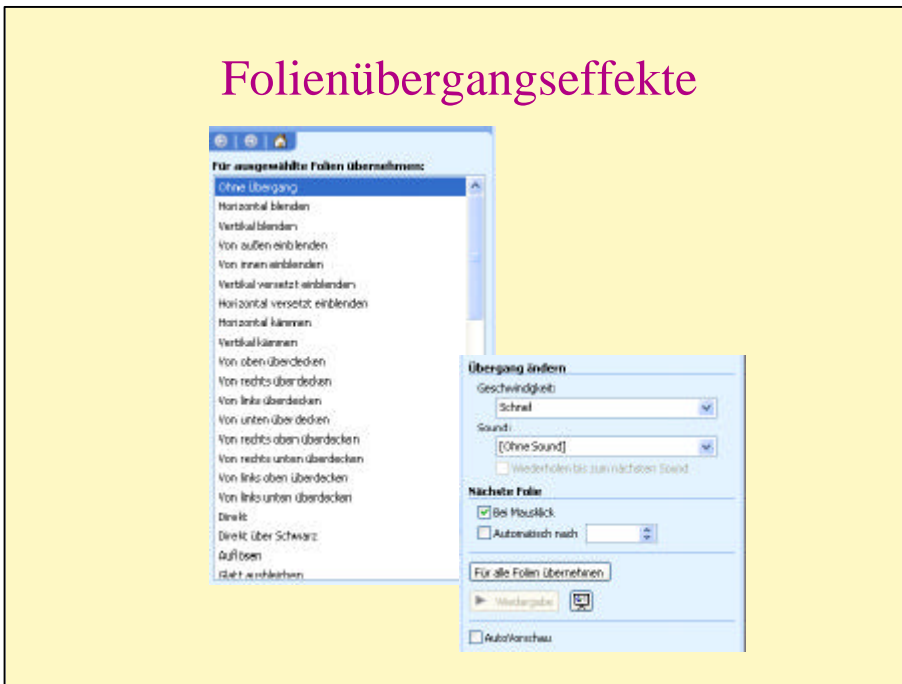 Folienübergangseffekte
Für ausgewählte Folien übernehmen:
Ohne Übergang
Horizontal blenden
Vertikal blenden
Von außen einblenden
Von innen einblenden
Vertikal versetzt einblenden
Horizontal versetzt einblenden
Horizontal kämmen
Vertikal kämmen
Von oben überdecken
Von rechts überdecken
Von links überdecken
Von unten überdecken
Von rechts oben überdecken
Von rechts unten überdecken
Von links oben überdecken
Von links unten überdecken
Direkt
Direkt über Schwarz
Auflösen
Glatt ausbleichen
Übergang ändern
Geschwindigkeit:
Schnell
Sound:
[Ohne Sound]
Wiederholen bis zum nächsten Sound
Nächste Folie
Bei Mausklick
Automatisch nach
Für alle Folien übernehmen
Wiedergabe
AutoVorschau